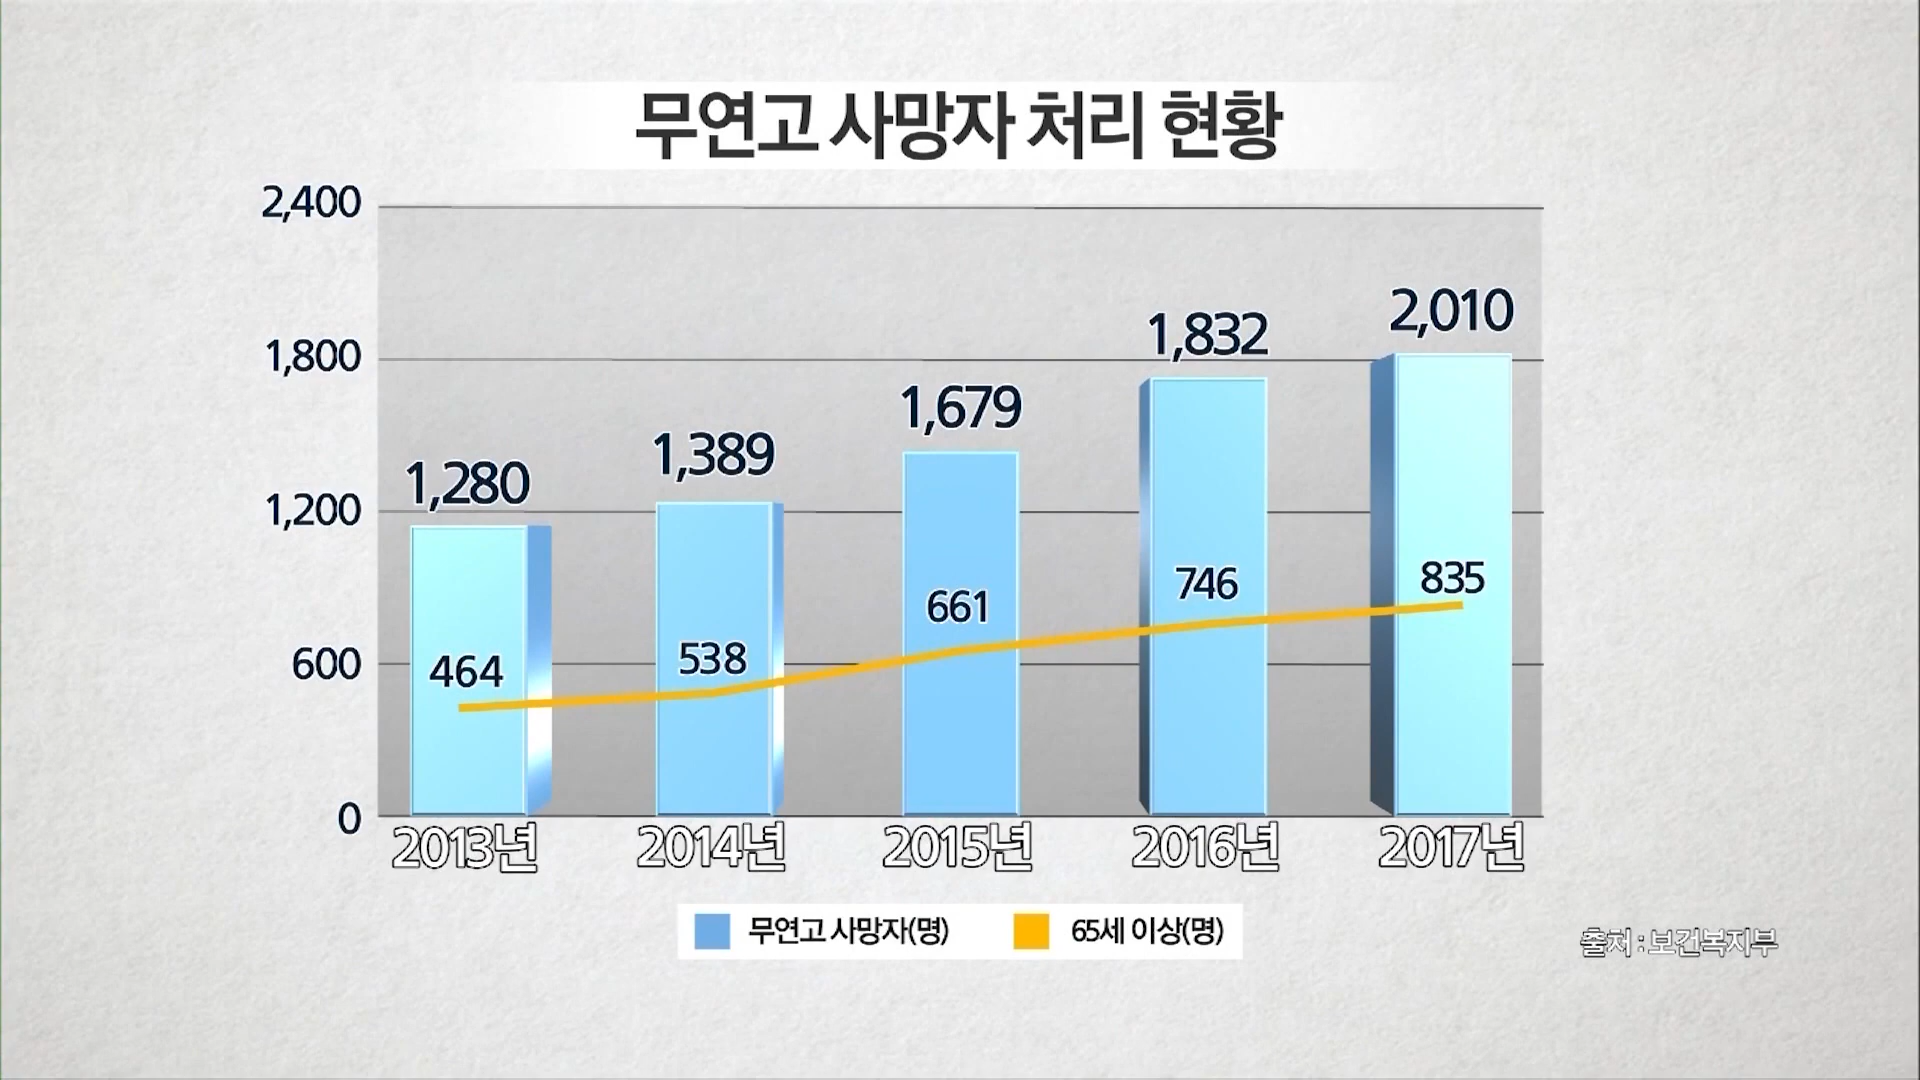 무연고 사망자 처리 현황
2,400
1,800
1,200
600
0
1,280
1,389
1,679
1,832
2,010
464
538
661
746
835
2013년
2014년
2015년
2016년
2017년
무연고 사망자(명)
65세 이상(명)
출처 : 보건복지부